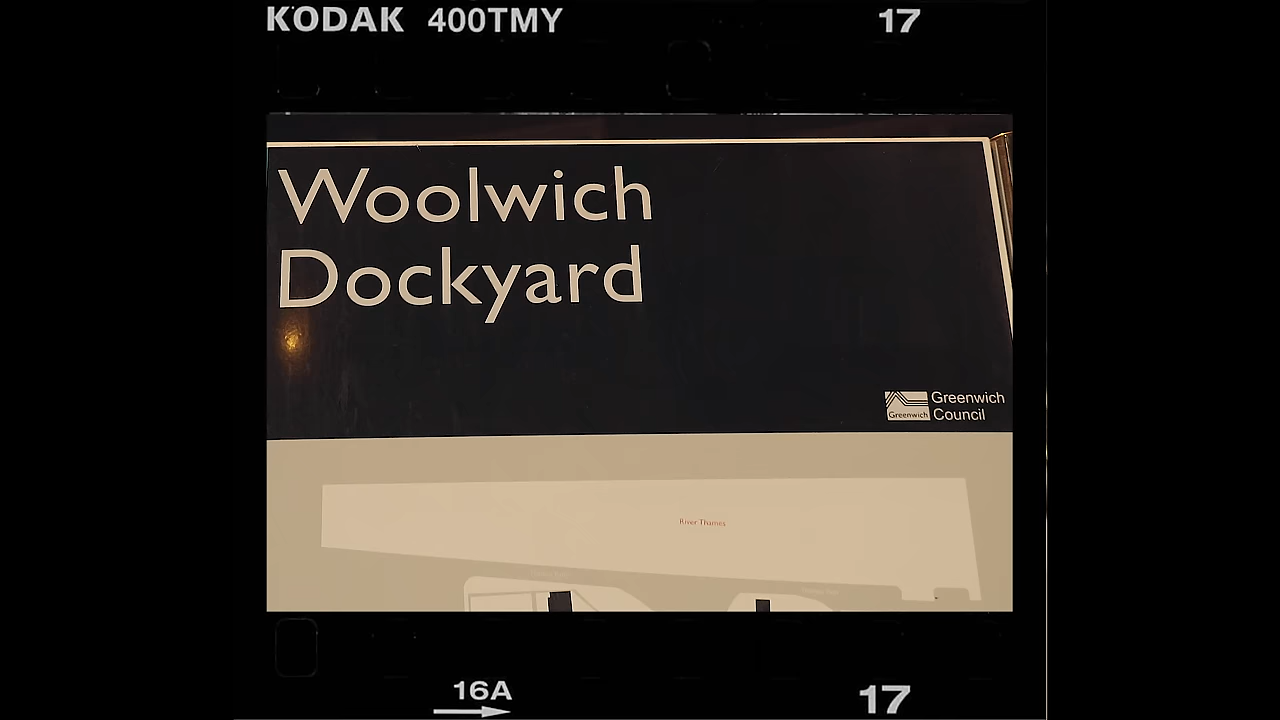 KODAK 400TMY 17
Woolwich
Dockyard
Greenwich
Greenwich
Council
River Thames
16A 17